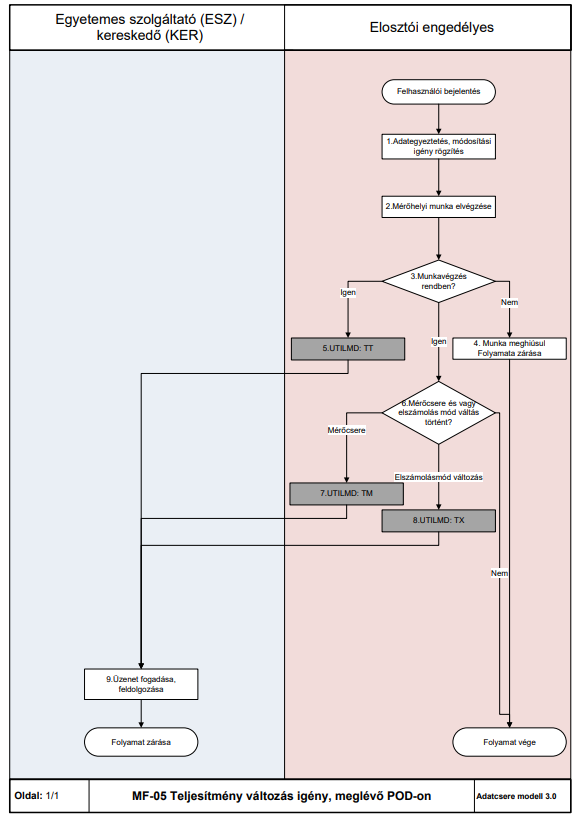 Egyetemes szolgáltató (ESZ) /
kereskedő (KER)
Elosztói engedélyes
Felhasználói bejelentés
1.Adategyeztetés, módosítási
igény rögzítés
2.Mérőhelyi munka elvégzése
3.Munkavégzés
rendben?
Igen
Nem
Igen
5.UTILMD: TT
4. Munka meghiúsul
Folyamata zárása
6.Mérőcsere és vagy
elszámolás mód váltás
történt?
Mérőcsere
Elszámolásmód változás
7.UTILMD: TM
8.UTILMD: TX
Nem
9.Üzenet fogadása,
feldolgozása
Folyamat zárása
Folyamat vége
Oldal: 1/1
MF-05 Teljesítmény változás igény, meglévő POD-on
Adatcsere modell 3.0